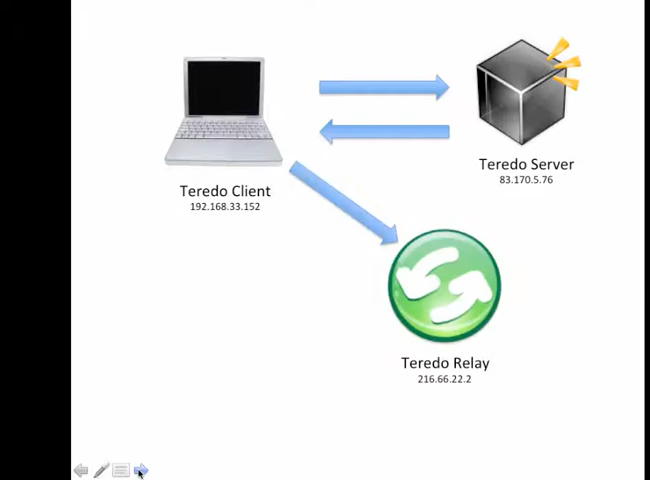 Teredo Server
83.170.5.76
Teredo Client
192.168.33.152
Teredo Relay
216.66.22.2